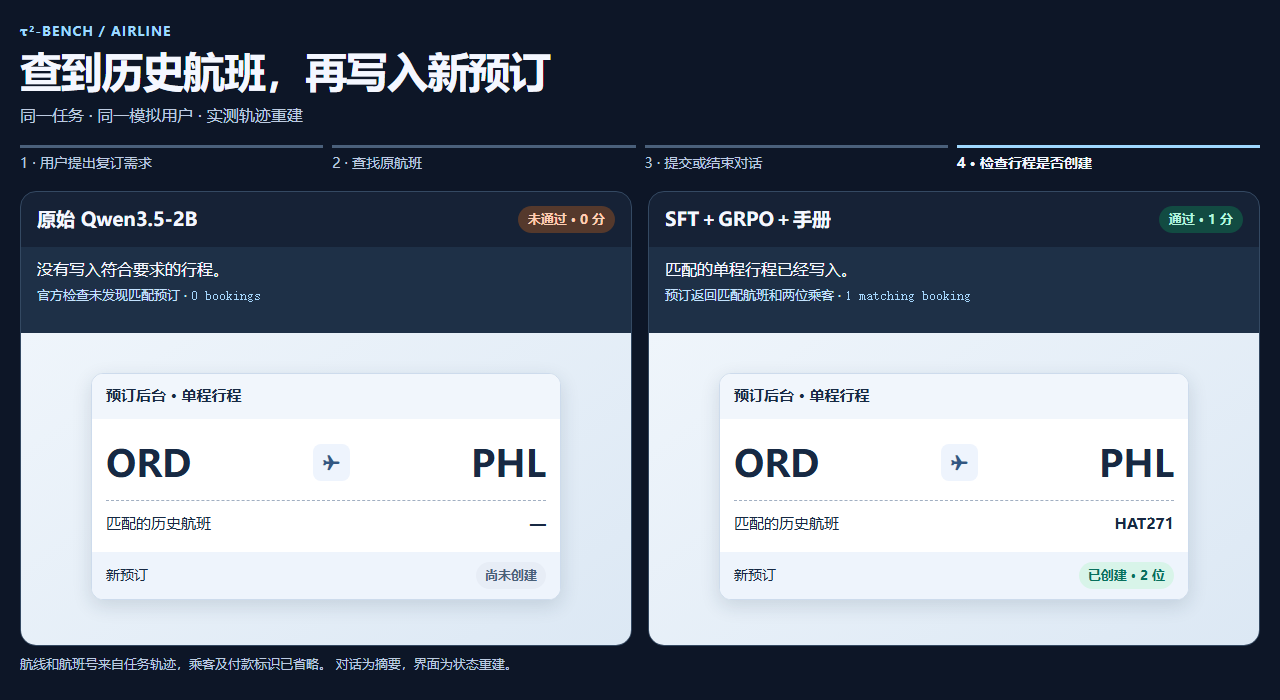 τ²-BENCH / AIRLINE
查到历史航班，再写入新预订
同一任务 · 同一模拟用户 · 实测轨迹重建
1 · 用户提出复订需求
2 · 查找原航班
3 · 提交或结束对话
4 · 检查行程是否创建
原始 Qwen3.5-2B
未通过 · 0 分
没有写入符合要求的行程。
官方检查未发现匹配预订 · 0 bookings
预订后台 · 单程行程
ORD ✈ PHL
匹配的历史航班 —
新预订 尚未创建
SFT + GRPO + 手册
通过 · 1 分
匹配的单程行程已经写入。
预订返回匹配航班和两位乘客 · 1 matching booking
预订后台 · 单程行程
ORD ✈ PHL
匹配的历史航班 HAT271
新预订 已创建 · 2 位
航线和航班号来自任务轨迹，乘客及付款标识已省略。 对话为摘要，界面为状态重建。